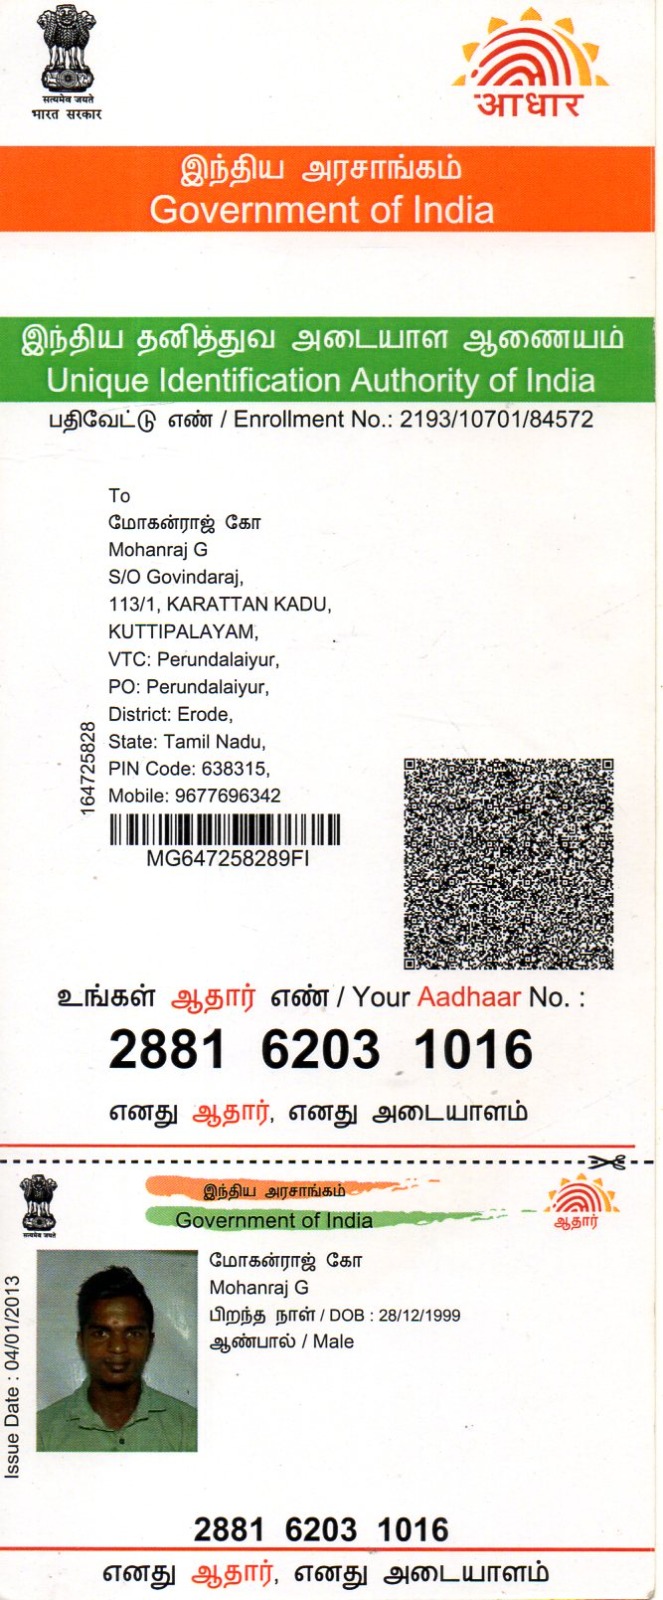 सत्यमेव जयते
भारत सरकार
आधार
இந்திய அரசாங்கம்
Government of India
இந்திய தனித்துவ அடையாள ஆணையம்
Unique Identification Authority of India
பதிவேட்டு எண் / Enrollment No.: 2193/10701/84572
To
மோகன்ராஜ் கோ
Mohanraj G
S/O Govindaraj,
113/1, KARATTAN KADU,
KUTTIPALAYAM,
VTC: Perundalaiyur,
PO: Perundalaiyur,
District: Erode,
State: Tamil Nadu,
PIN Code: 638315,
Mobile: 9677696342
164725828
MG647258289FI
உங்கள் ஆதார் எண் / Your Aadhaar No. :
2881 6203 1016
எனது ஆதார், எனது அடையாளம்
सत्यमेव जयते
இந்திய அரசாங்கம்
Government of India
ஆதார்
மோகன்ராஜ் கோ
Mohanraj G
பிறந்த நாள் / DOB : 28/12/1999
ஆண்பால் / Male
Issue Date : 04/01/2013
2881 6203 1016
எனது ஆதார், எனது அடையாளம்